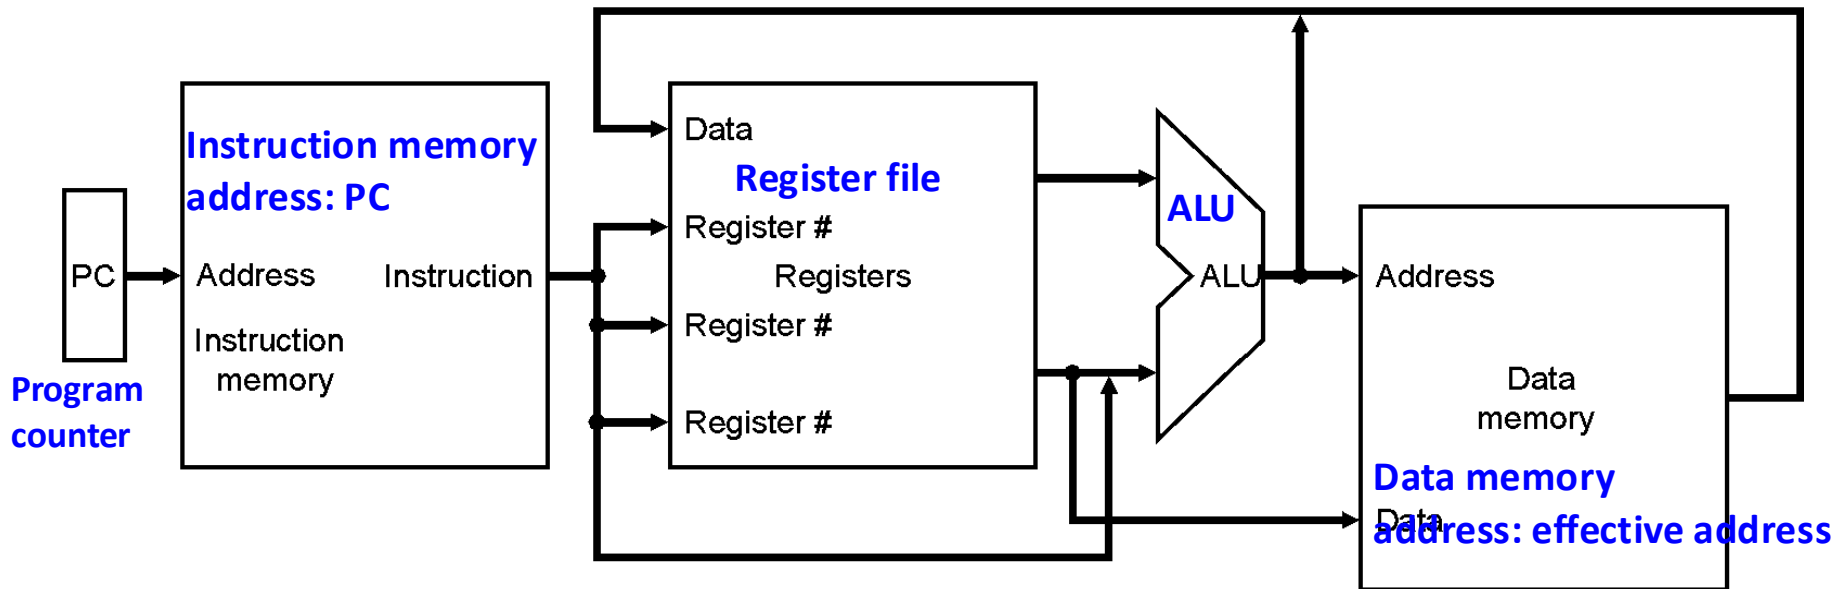 Instruction memory
address: PC
PC
Address
Instruction
Instruction
memory
Program
counter
Data
Register file
Register #
Registers
Register #
Register #
ALU
ALU
Address
Data
memory
Data memory
Data
address: effective address